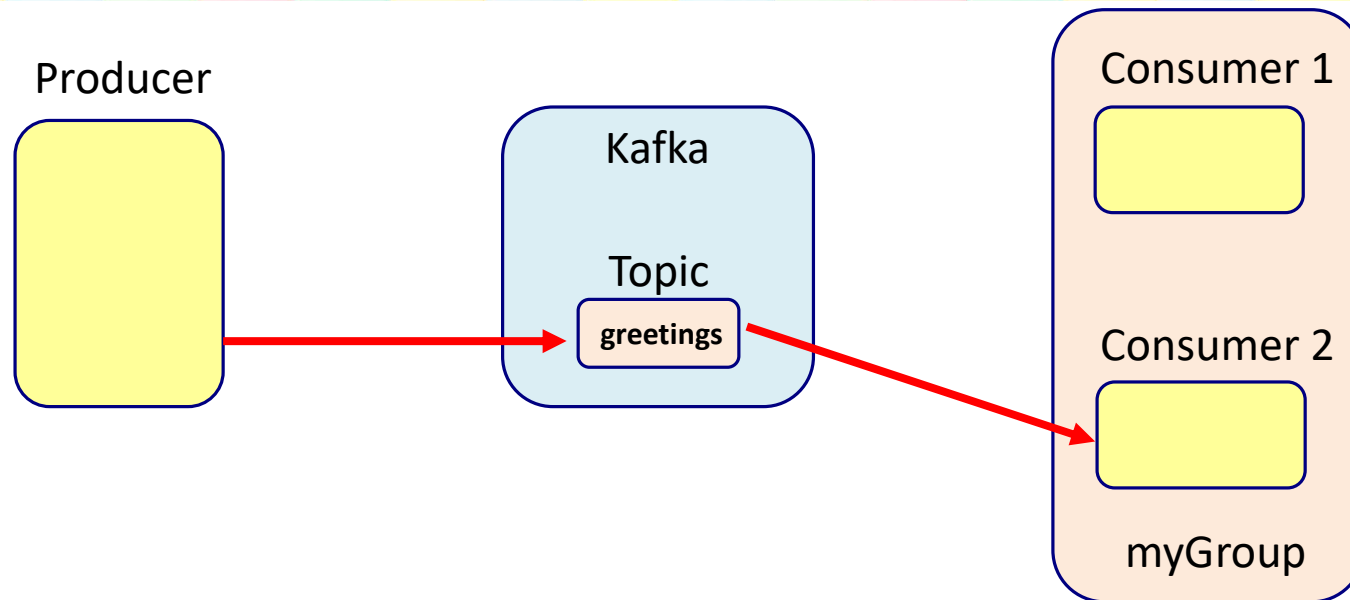 Producer
Kafka
Topic
greetings
Consumer 1
Consumer 2
myGroup